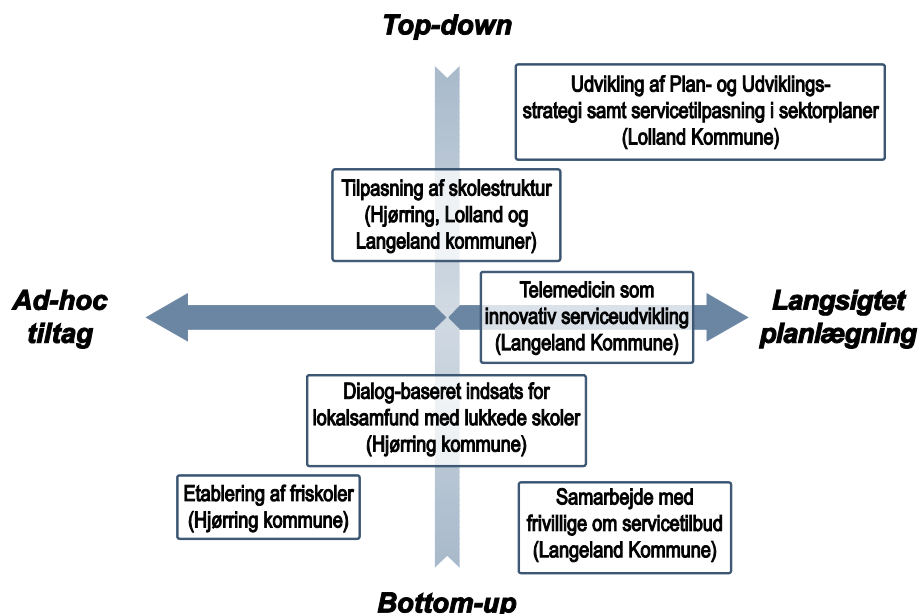 Top-down
Udvikling af Plan- og Udviklings-
strategi samt servicetilpasning i sektorplaner
(Lolland Kommune)
Tilpasning af skolestruktur
(Hjørring, Lolland og
Langeland kommuner)
Ad-hoc
tiltag
Telemedicin som
innovativ serviceudvikling
(Langeland Kommune)
Langsigtet
planlægning
Dialog-baseret indsats for
lokalsamfund med lukkede skoler
(Hjørring kommune)
Etablering af friskoler
(Hjørring kommune)
Samarbejde med
frivillige om servicetilbud
(Langeland Kommune)
Bottom-up